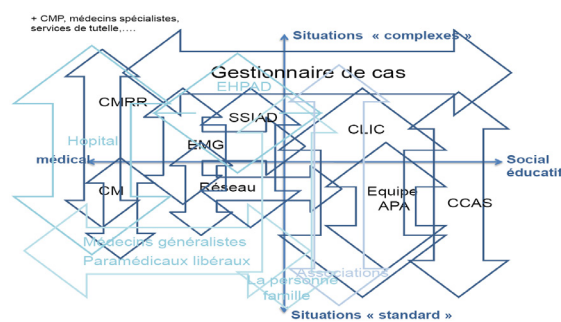 + CMP, médecins spécialistes,
services de tutelle,....
Situations « complexes »
Gestionnaire de cas
EHPAD
CMRR
SSIAD
CLIC
Hôpital
EMG
médical
Social
éducatif
CM
Réseau
Equipe
APA
CCAS
Médecins généralistes
Paramédicaux libéraux
Associations
La personne
famille
Situations « standard »